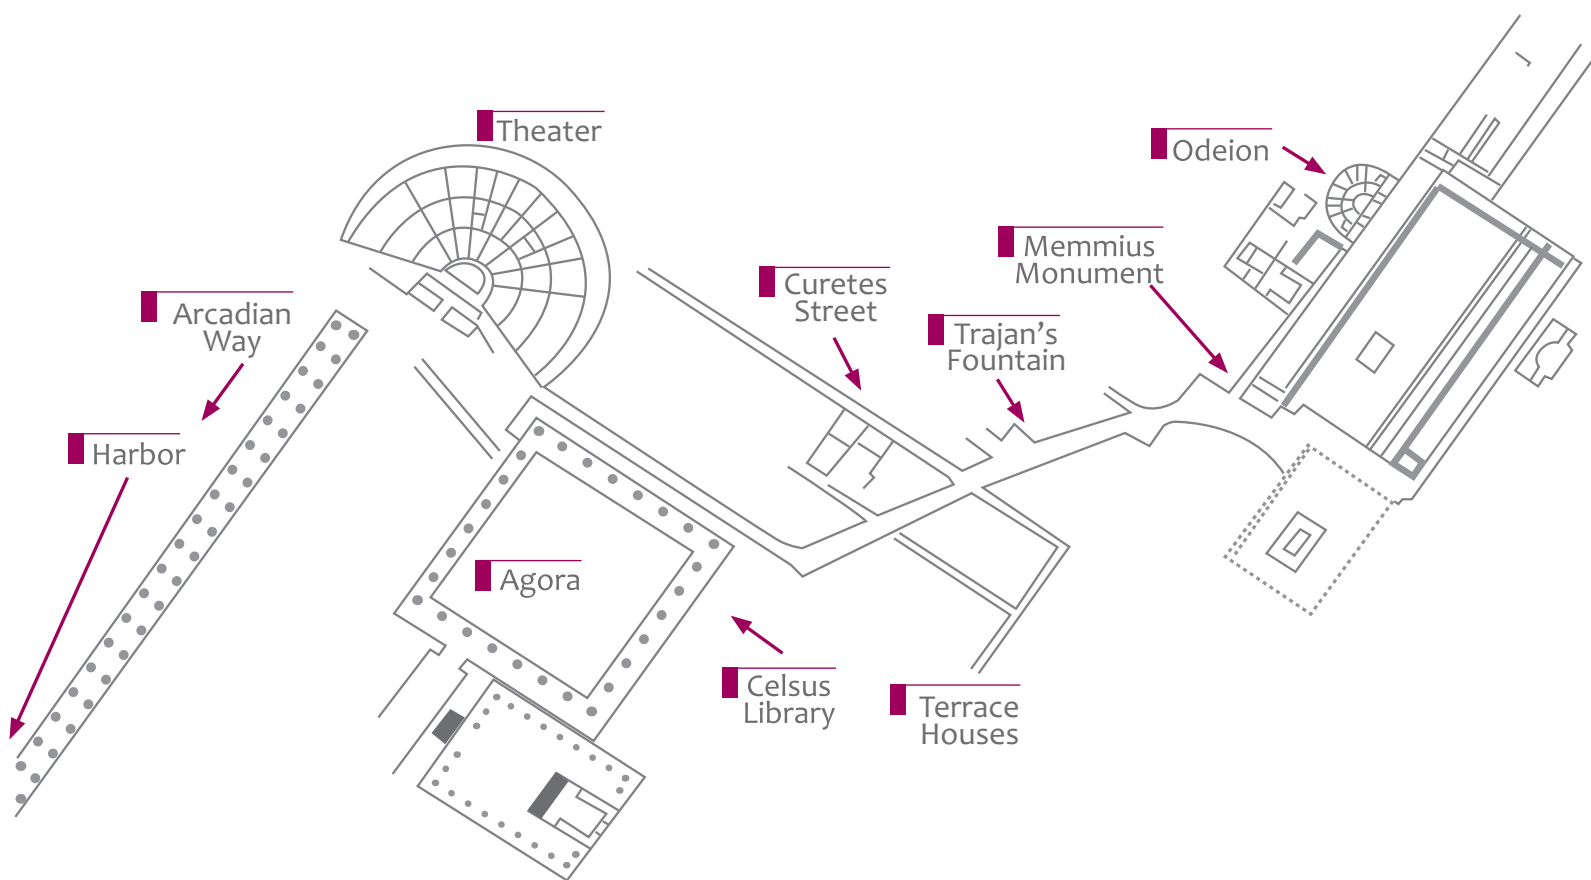 Theater
Odeion
Memmius
Monument
Curetes
Street
Arcadian
Way
Trajan's
Fountain
Harbor
Agora
Celsus
Library
Terrace
Houses